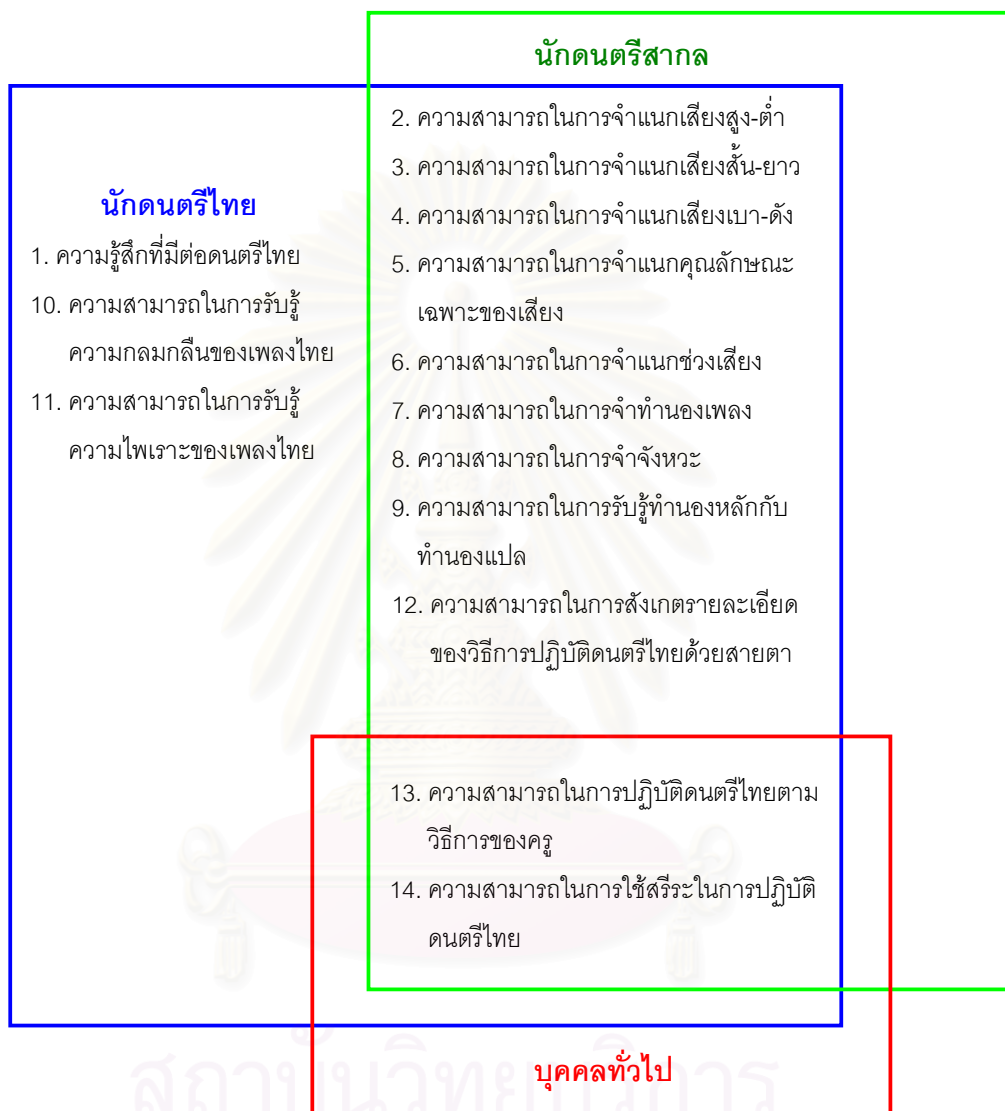 นักดนตรีสากล
2. ความสามารถในการจำแนกเสียงสูง-ต่ำ
3. ความสามารถในการจำแนกเสียงสั้น-ยาว
4. ความสามารถในการจำแนกเสียงเบา-ดัง
5. ความสามารถในการจำแนกคุณลักษณะ
เฉพาะของเสียง
6. ความสามารถในการจำแนกช่วงเสียง
7. ความสามารถในการจำทำนองเพลง
8. ความสามารถในการจำจังหวะ
9. ความสามารถในการรับรู้ทำนองหลักกับ
ทำนองแปล
12. ความสามารถในการสังเกตรายละเอียด
ของวิธีการปฏิบัติดนตรีไทยด้วยสายตา
นักดนตรีไทย
1. ความรู้สึกที่มีต่อดนตรีไทย
10. ความสามารถในการรับรู้
ความกลมกลืนของเพลงไทย
11. ความสามารถในการรับรู้
ความไพเราะของเพลงไทย
13. ความสามารถในการปฏิบัติดนตรีไทยตาม
วิธีการของครู
14. ความสามารถในการใช้สรีระในการปฏิบัติ
ดนตรีไทย
บุคคลทั่วไป
สถาบันวิทยบริการ